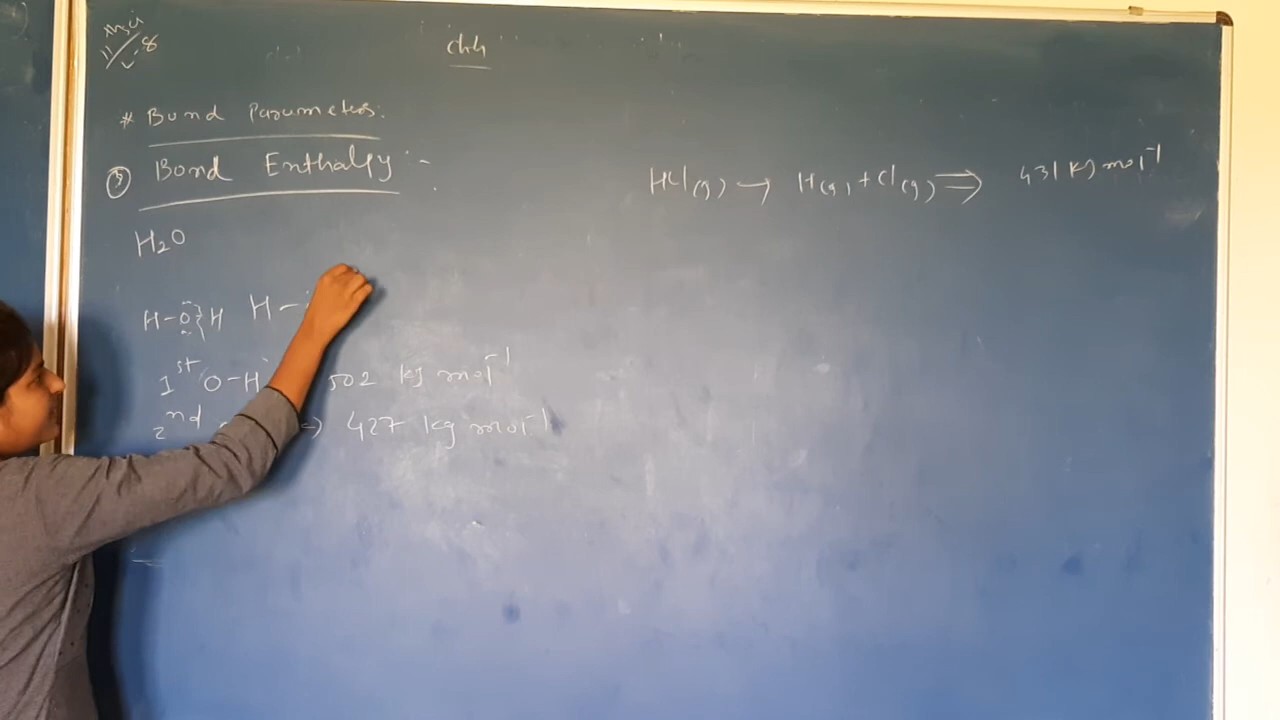 ch4
* Bond Parameters:
③ Bond Enthalpy :-
HCl(g) → H(g) + Cl(g) ⇒ 431 KJ mol⁻¹
H₂O
H-O-H H-
1st O-H 502 kJ mol⁻¹
2nd ⇒ 427 kJ mol⁻¹